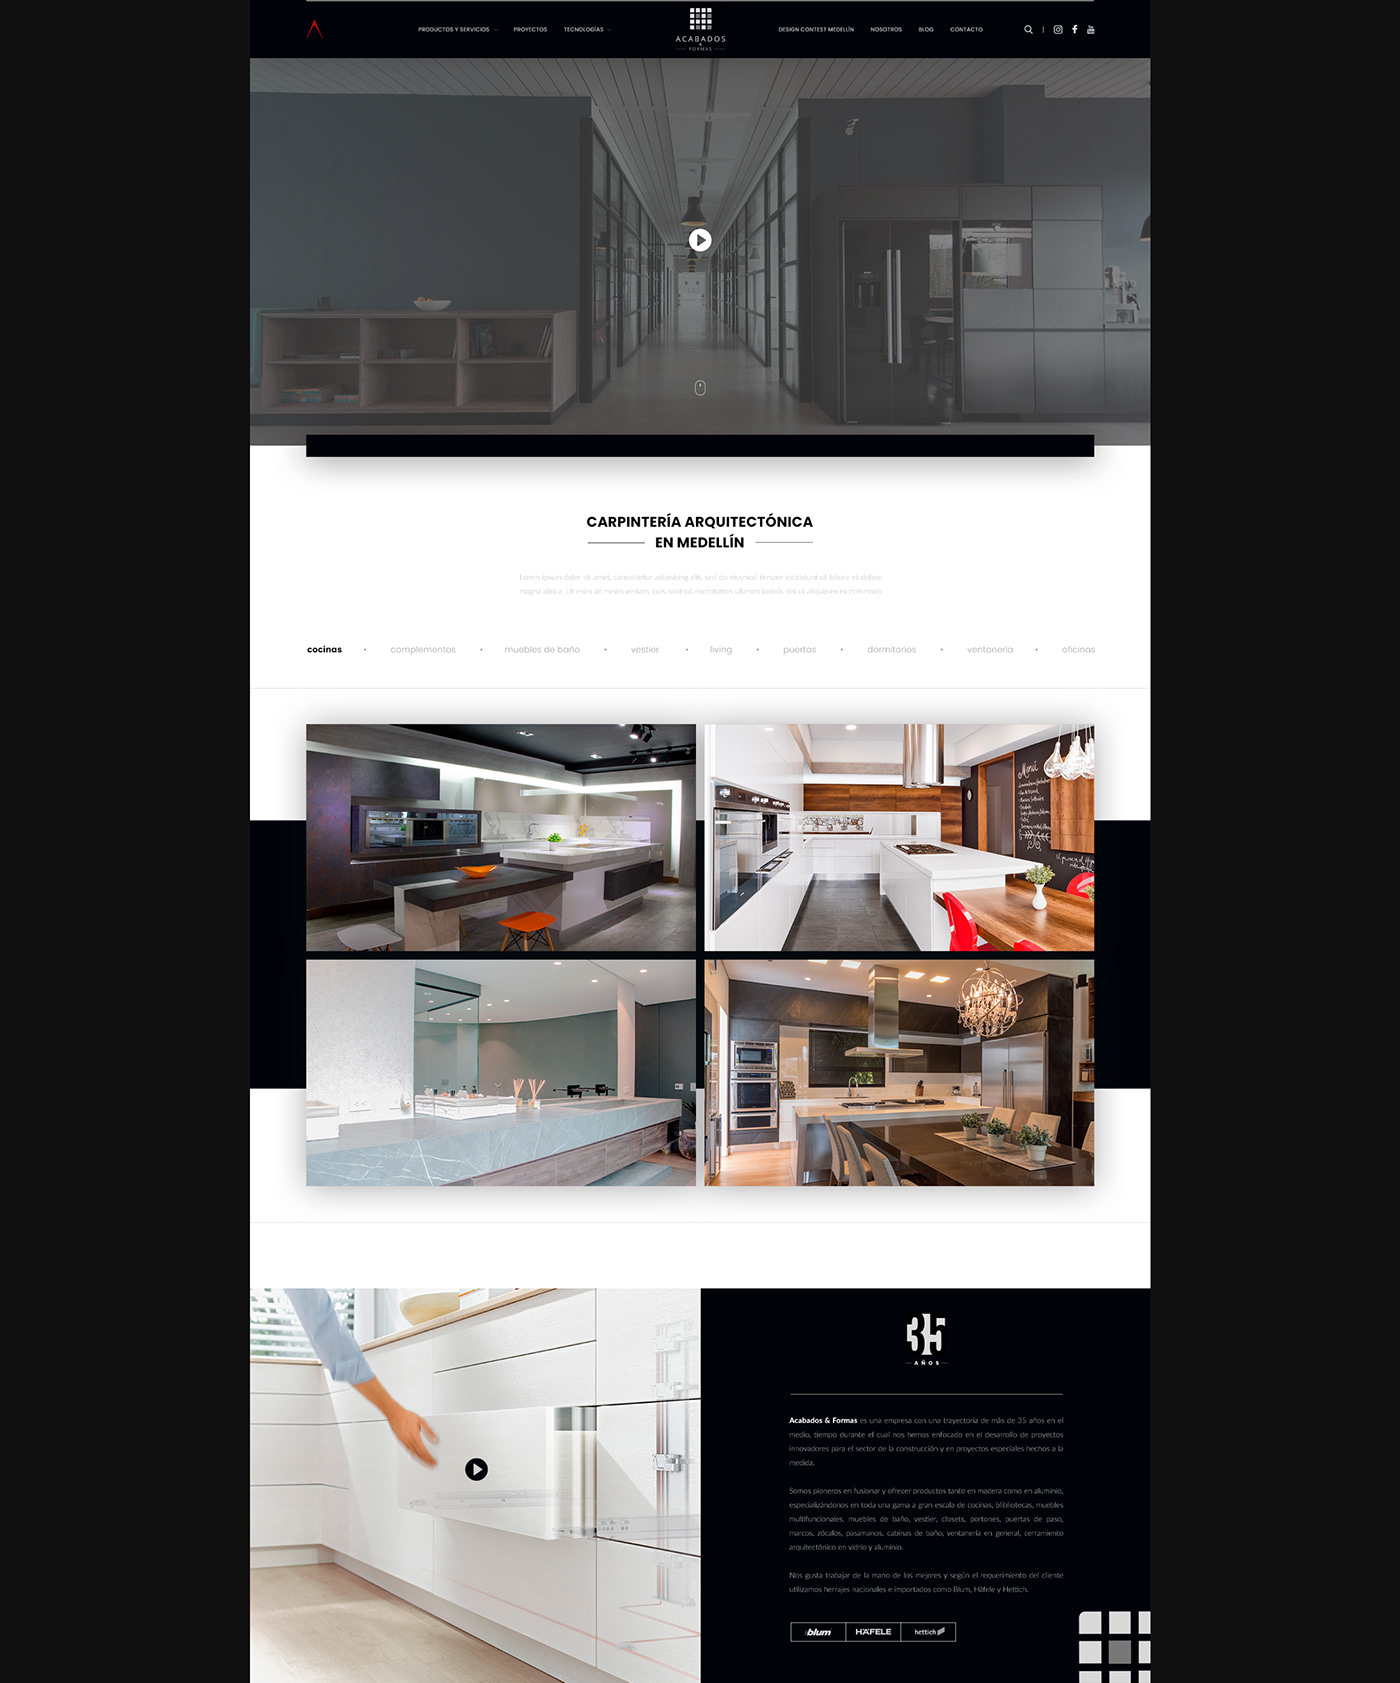 PRODUCTOS Y SERVICIOS
PROYECTOS
TECNOLOGÍAS
ACABADOS
&
FORMAS
DESIGN CONTEST MEDELLÍN
NOSOTROS
BLOG
CONTACTO
CARPINTERÍA ARQUITECTÓNICA
EN MEDELLÍN
Lorem ipsum dolor sit amet, consectetur adipisicing elit, sed do eiusmod tempor incididunt ut labore et dolore
magna aliqua. Ut enim ad minim veniam, quis nostrud exercitation ullamco laboris nisi ut aliquip ex ea commodo
cocinas • complementos • muebles de baño • vestier • living • puertas • dormitorios • ventanería • oficinas
Menú
35
AÑOS
Acabados & Formas es una empresa con una trayectoria de más de 35 años en el
medio, tiempo durante el cual nos hemos enfocado en el desarrollo de proyectos
innovadores para el sector de la construcción y en proyectos especiales hechos a la
medida.
Somos pioneros en fusionar y ofrecer productos tanto en madera como en aluminio,
especializándonos en toda una gama a gran escala de cocinas, blibliotecas, muebles
multifuncionales, muebles de baño, vestier, closets, portones, puertas de paso,
marcos, zócalos, pasamanos, cabinas de baño, ventanería en general, cerramiento
arquitectónico en vidrio y aluminio.
Nos gusta trabajar de la mano de los mejores y según el requerimiento del cliente
utilizamos herrajes nacionales e importados como Blum, Häfele y Hettich.
blum
HÄFELE
hettich